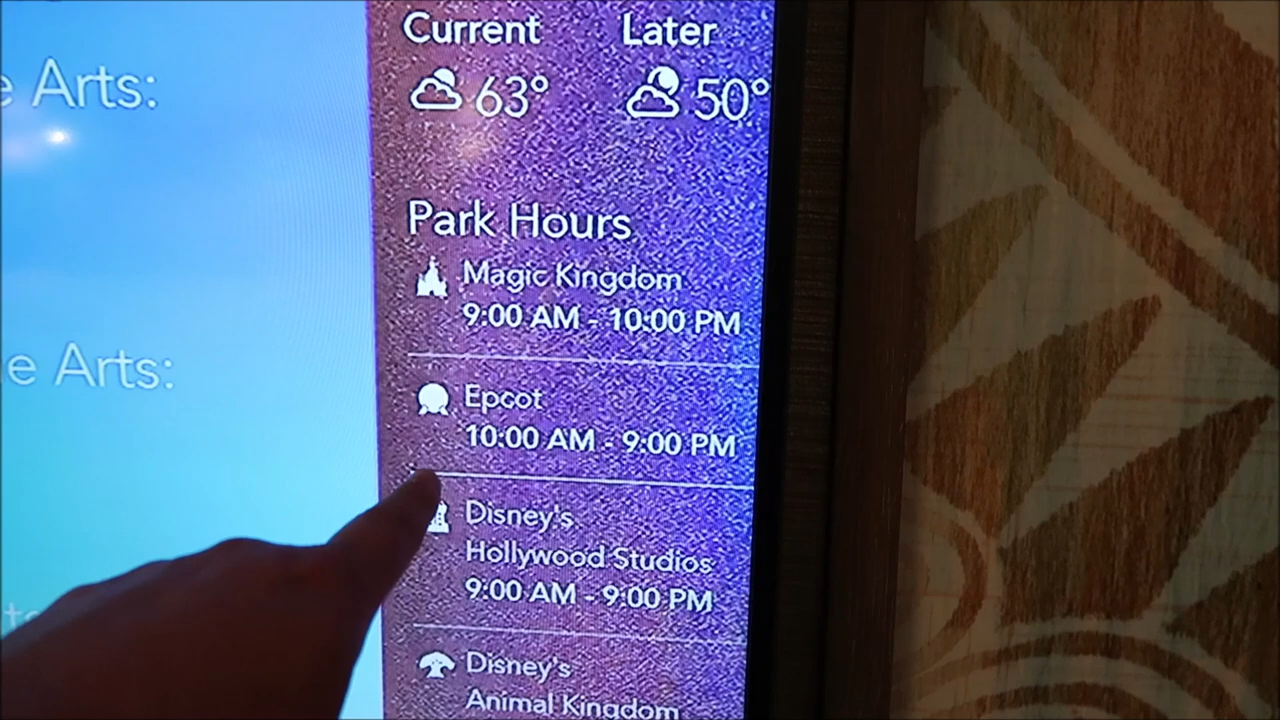 Current Later
63° 50°
e Arts:
Park Hours
Magic Kingdom
9:00 AM - 10:00 PM
e Arts:
Epcot
10:00 AM - 9:00 PM
Disney's
Hollywood Studios
9:00 AM - 9:00 PM
ts
Disney's
Animal Kingdom